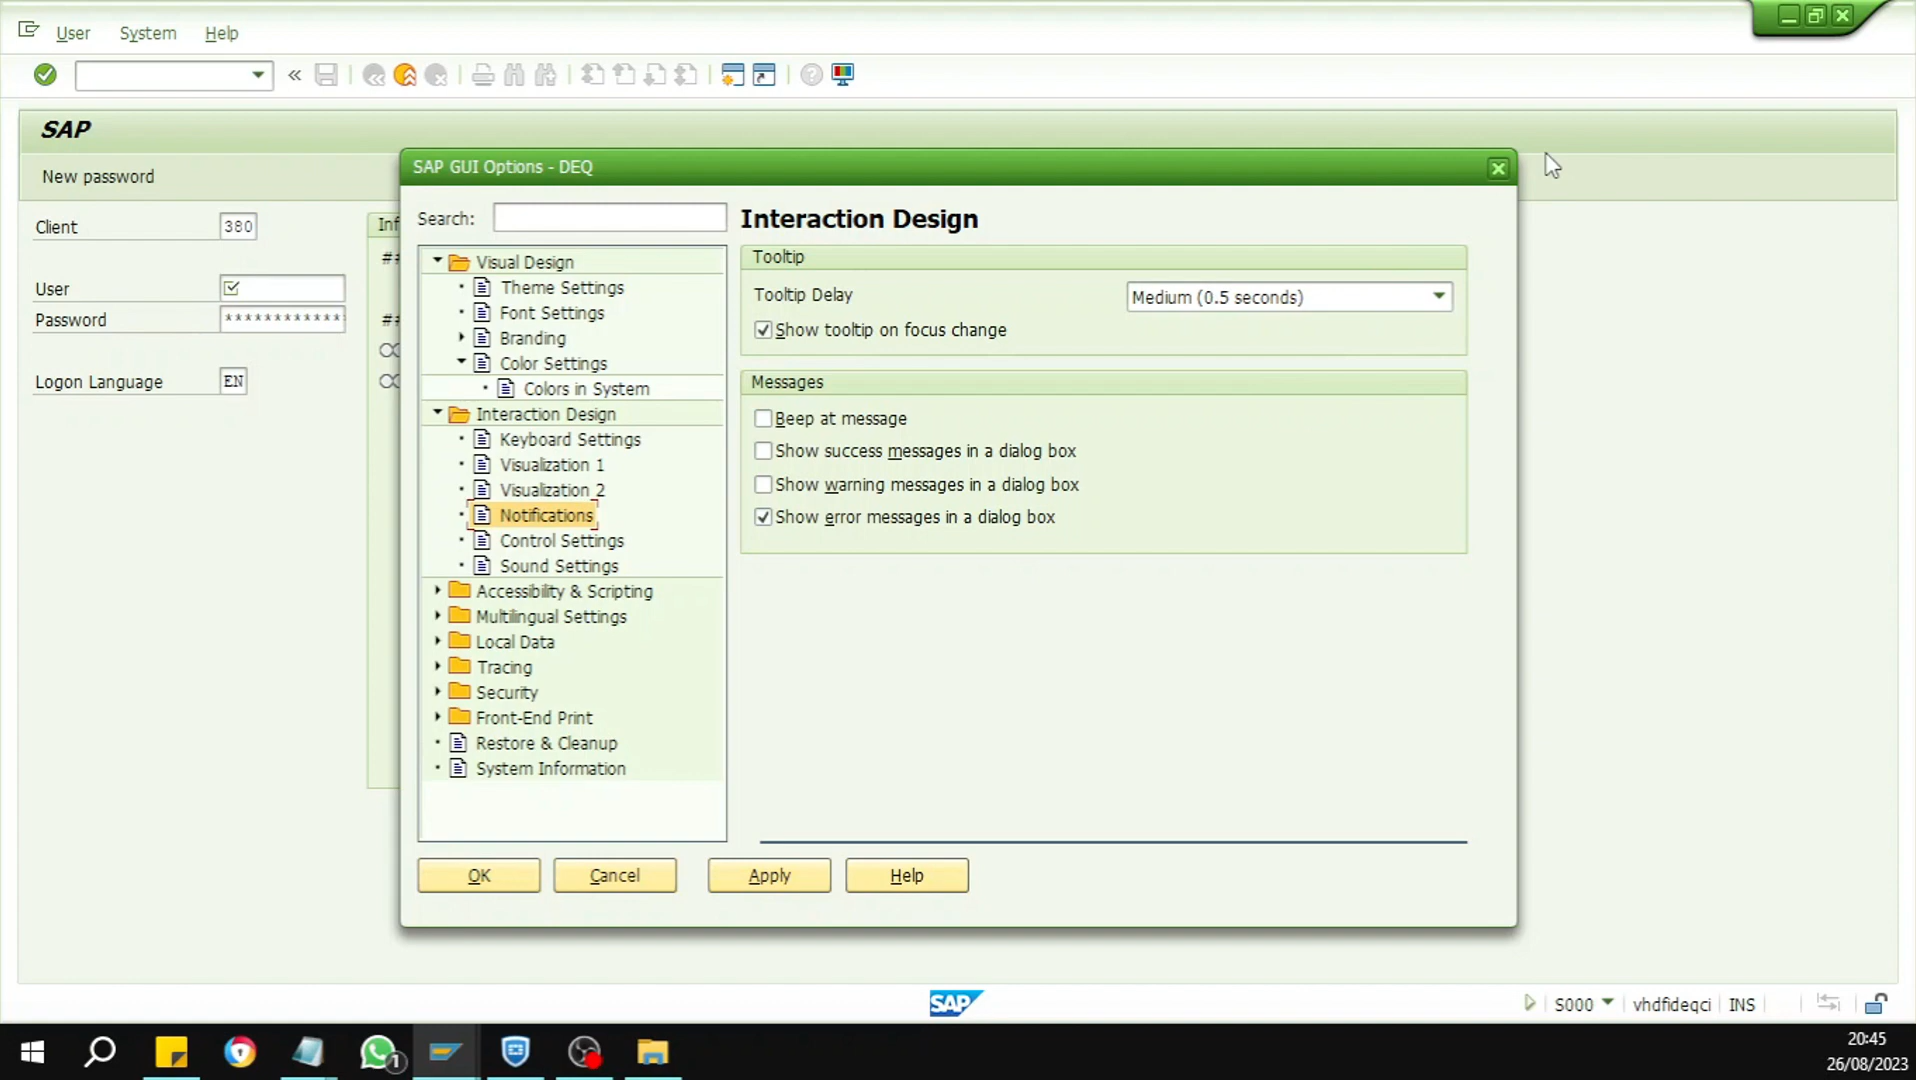 User System Help
SAP
New password
Client 380
User
Password ************
Logon Language EN
Inf
##
##
SAP GUI Options - DEQ
Search:
Visual Design
Theme Settings
Font Settings
Branding
Color Settings
Colors in System
Interaction Design
Keyboard Settings
Visualization 1
Visualization 2
Notifications
Control Settings
Sound Settings
Accessibility & Scripting
Multilingual Settings
Local Data
Tracing
Security
Front-End Print
Restore & Cleanup
System Information
Interaction Design
Tooltip
Tooltip Delay Medium (0.5 seconds)
Show tooltip on focus change
Messages
Beep at message
Show success messages in a dialog box
Show warning messages in a dialog box
Show error messages in a dialog box
OK Cancel Apply Help
SAP
S000 vhdfideqci INS
1
20:45
26/08/2023